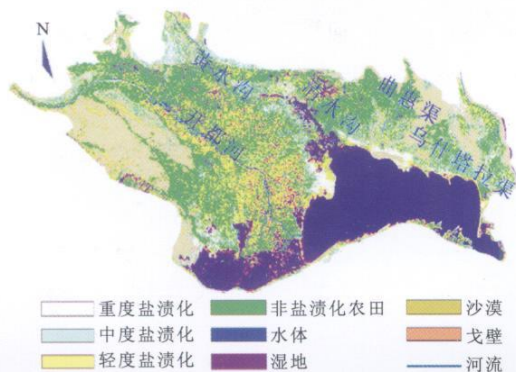 N
黄水沟
清水沟
曲惠渠
开都河
乌什塔拉渠
重度盐渍化 非盐渍化农田 沙漠
中度盐渍化 水体 戈壁
轻度盐渍化 湿地 河流